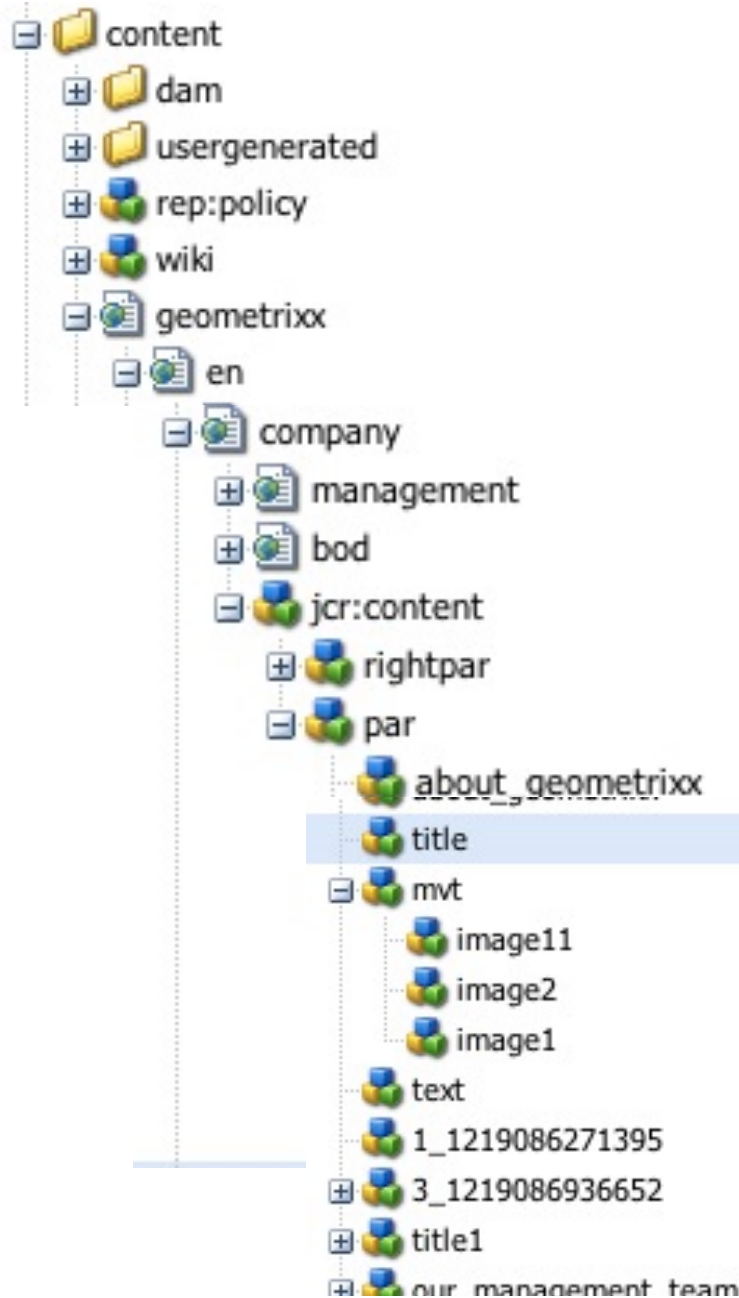 content
dam
usergenerated
rep:policy
wiki
geometrixx
en
company
management
bod
jcr:content
rightpar
par
about_geometrixx
title
mvt
image11
image2
image1
text
1_1219086271395
3_1219086936652
title1
our_management_team